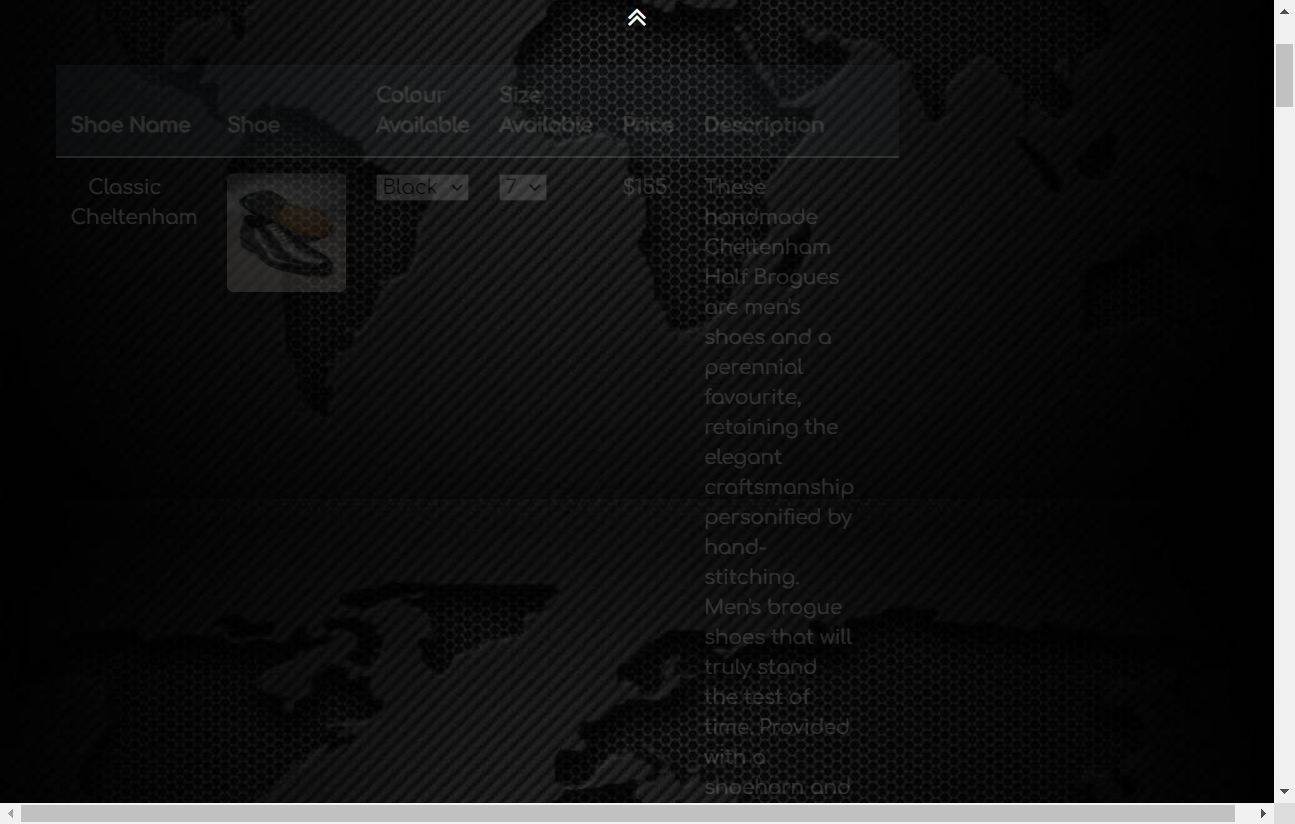 Shoe Name Shoe Colour Available Size Available Price Description
Classic Cheltenham
Black
7
$155
These
handmade
Cheltenham
Half Brogues
are men's
shoes and a
perennial
favourite,
retaining the
elegant
craftsmanship
personified by
hand-
stitching.
Men's brogue
shoes that will
truly stand
the test of
time. Provided
with a
shoehorn and